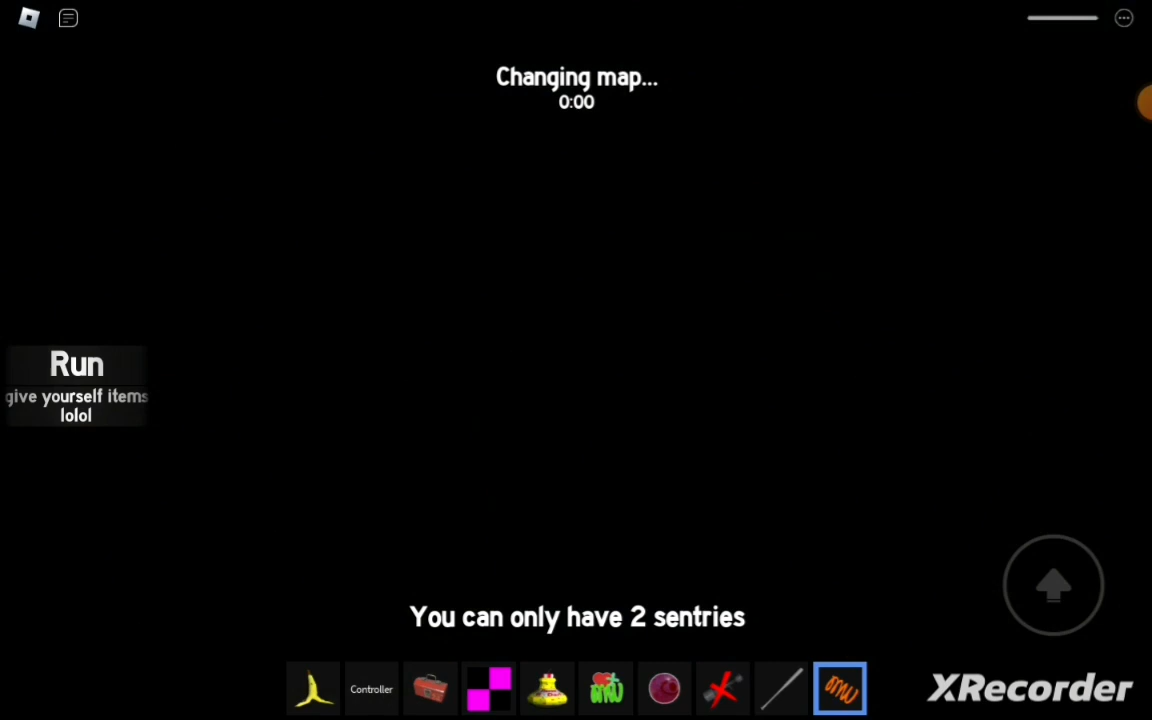 Changing map...
0:00
Run
give yourself items
lolol
You can only have 2 sentries
Controller
XRecorder